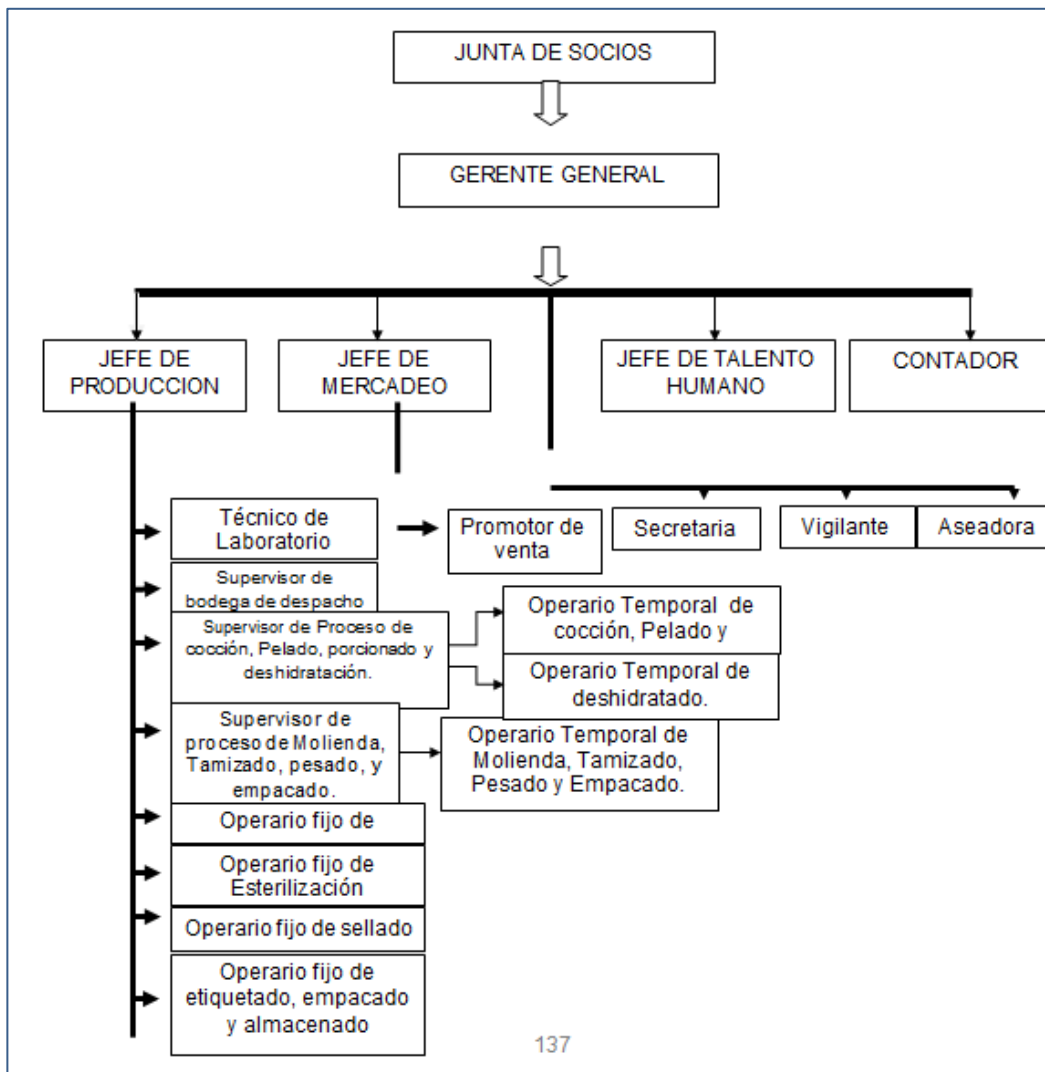 JUNTA DE SOCIOS
GERENTE GENERAL
JEFE DE
PRODUCCION
JEFE DE
MERCADEO
JEFE DE TALENTO
HUMANO
CONTADOR
Técnico de
Laboratorio
Promotor de
venta
Secretaria
Vigilante
Aseadora
Supervisor de
bodega de despacho
Supervisor de Proceso de
cocción, Pelado, porcionado y
deshidratación.
Operario Temporal de
cocción, Pelado y
Operario Temporal de
deshidratado.
Supervisor de
proceso de Molienda,
Tamizado, pesado, y
empacado.
Operario Temporal de
Molienda, Tamizado,
Pesado y Empacado.
Operario fijo de
Operario fijo de
Esterilización
Operario fijo de sellado
Operario fijo de
etiquetado, empacado
y almacenado
137